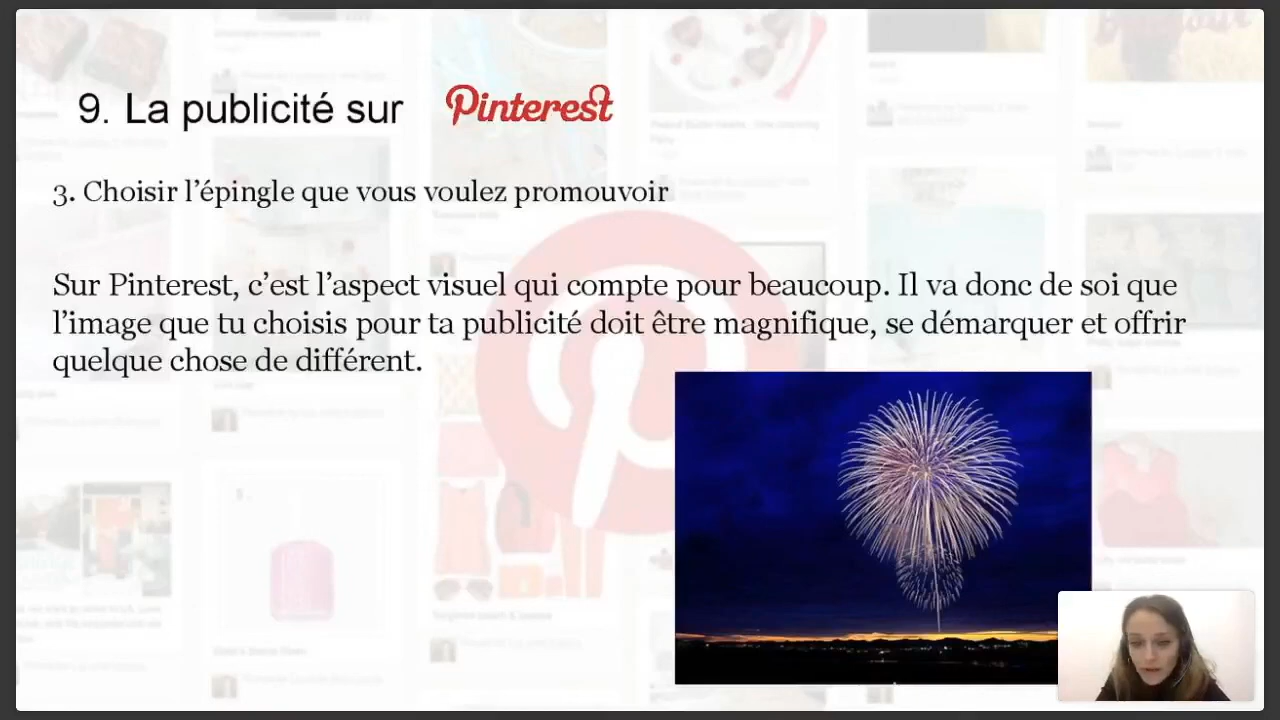 9. La publicité sur Pinterest
3. Choisir l’épingle que vous voulez promouvoir
Sur Pinterest, c’est l’aspect visuel qui compte pour beaucoup. Il va donc de soi que
l’image que tu choisis pour ta publicité doit être magnifique, se démarquer et offrir
quelque chose de différent.